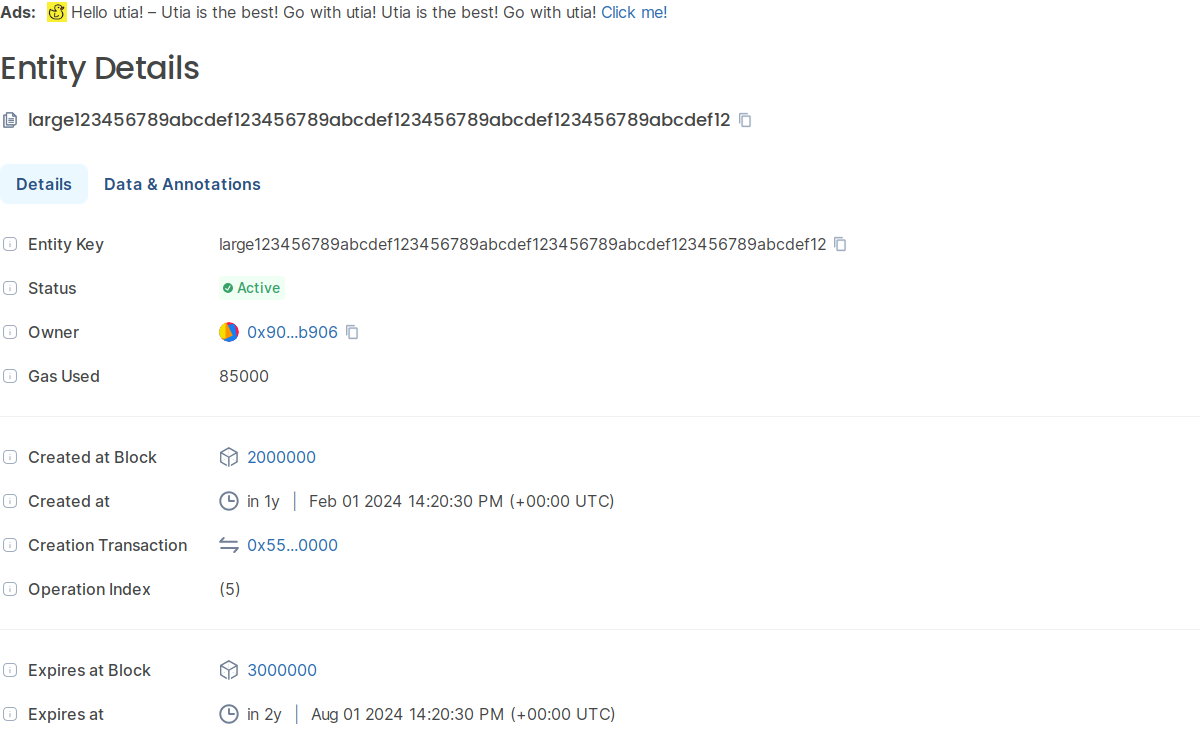 Ads: Hello utia! – Utia is the best! Go with utia! Utia is the best! Go with utia! Click me!
Entity Details
large123456789abcdef123456789abcdef123456789abcdef123456789abcdef12
Details Data & Annotations
Entity Key large123456789abcdef123456789abcdef123456789abcdef123456789abcdef12
Status Active
Owner 0x90...b906
Gas Used 85000
Created at Block 2000000
Created at in 1y | Feb 01 2024 14:20:30 PM (+00:00 UTC)
Creation Transaction 0x55...0000
Operation Index (5)
Expires at Block 3000000
Expires at in 2y | Aug 01 2024 14:20:30 PM (+00:00 UTC)